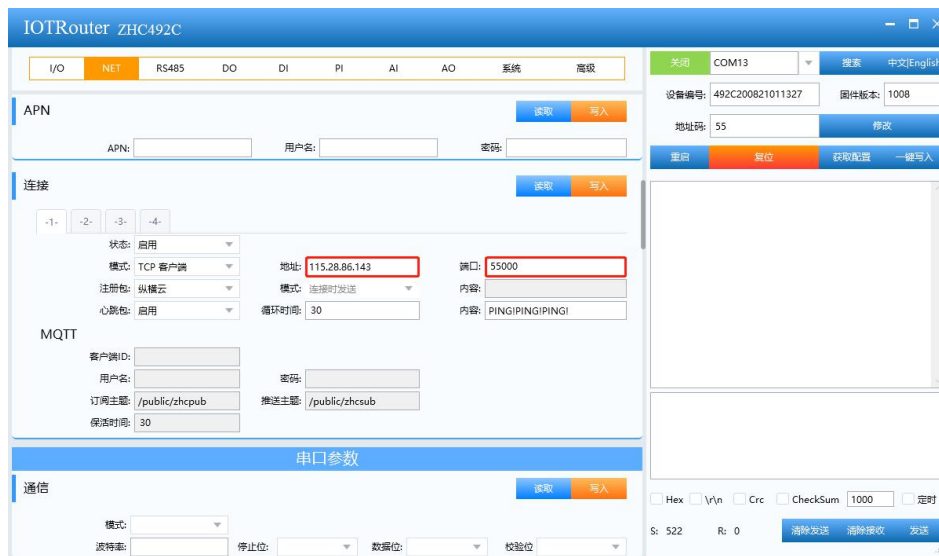 IOTRouter ZHC492C
I/O NET RS485 DO DI PI AI AO 系统 高级
关闭 COM13 搜索 中文|English
设备编号: 492C200821011327 固件版本: 1008
地址码: 55 修改
重启 复位 获取配置 一键写入
APN 读取 写入
APN: 用户名: 密码:
连接 读取 写入
-1- -2- -3- -4-
状态: 启用
模式: TCP 客户端 地址: 115.28.86.143 端口: 55000
注册包: 纵横云 模式: 连接时发送 内容:
心跳包: 启用 循环时间: 30 内容: PING!PING!PING!
MQTT
客户端ID:
用户名: 密码:
订阅主题: /public/zhcpub 推送主题: /public/zhcsub
保活时间: 30
串口参数
通信 读取 写入
模式:
波特率: 停止位: 数据位: 校验位
Hex \r\n Crc CheckSum 1000 定时
S: 522 R: 0 清除发送 清除接收 发送